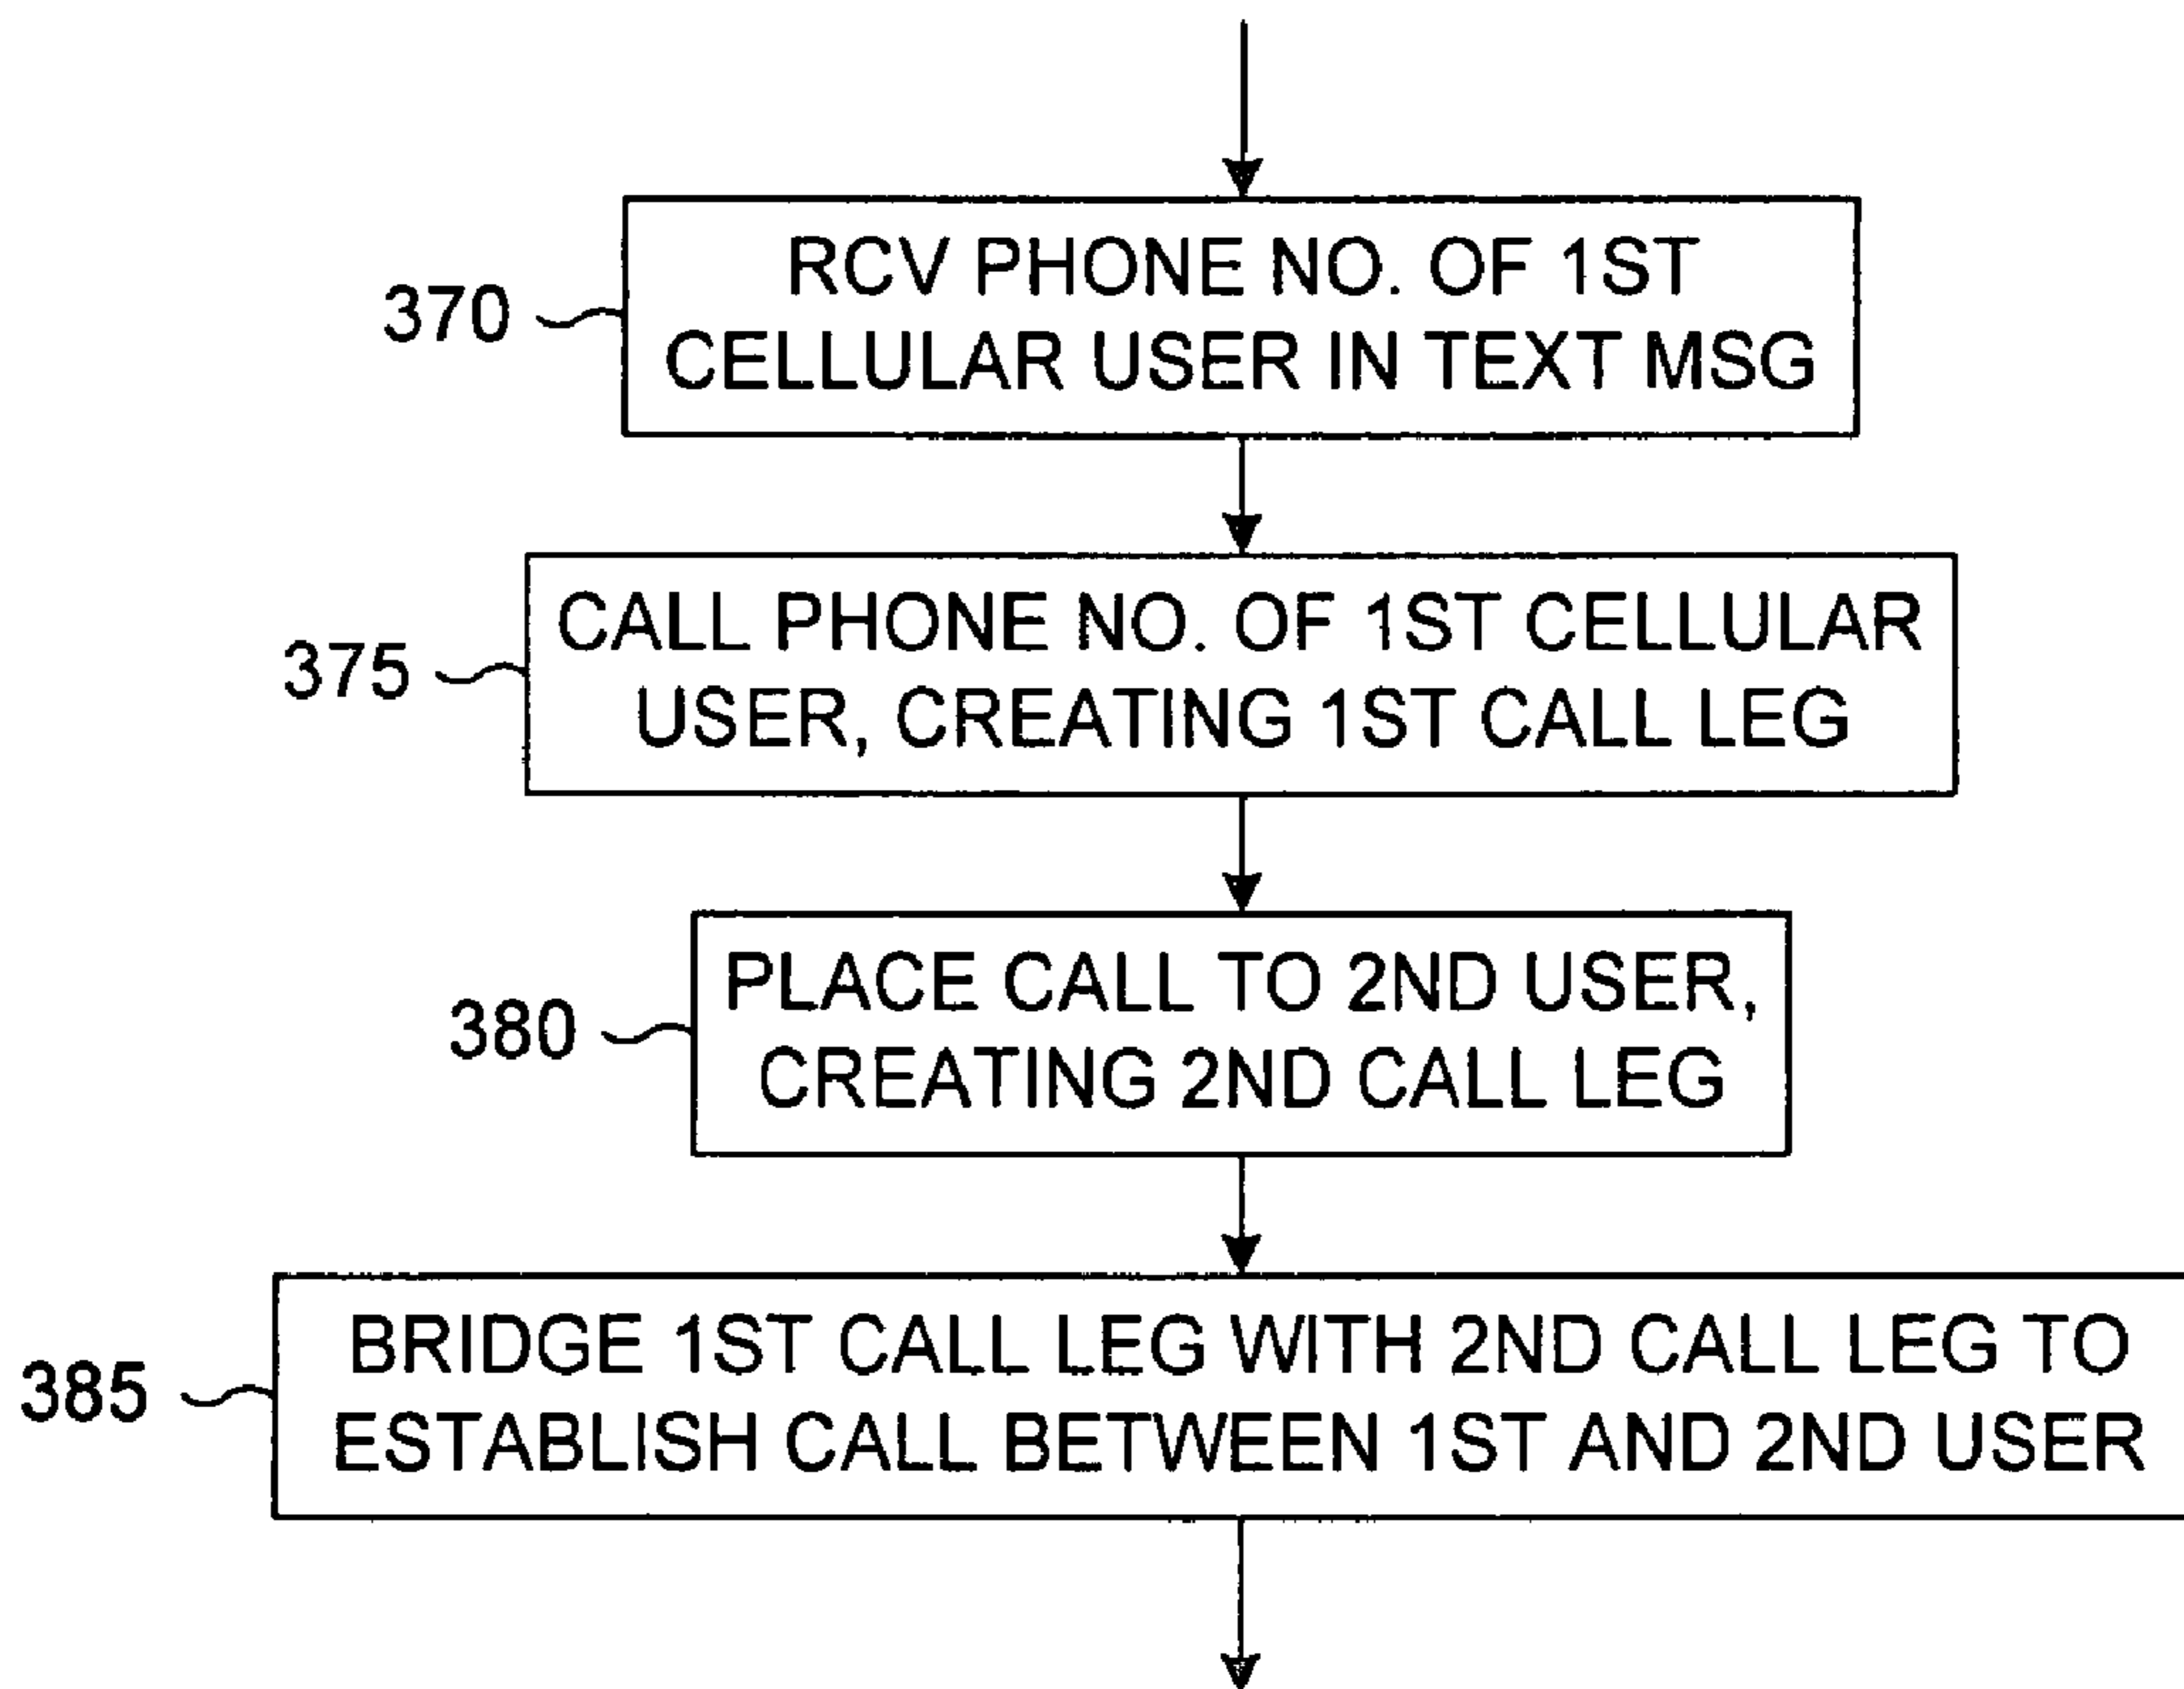 370
RCV PHONE NO. OF 1ST
CELLULAR USER IN TEXT MSG
375
CALL PHONE NO. OF 1ST CELLULAR
USER, CREATING 1ST CALL LEG
380
PLACE CALL TO 2ND USER,
CREATING 2ND CALL LEG
385
BRIDGE 1ST CALL LEG WITH 2ND CALL LEG TO
ESTABLISH CALL BETWEEN 1ST AND 2ND USER